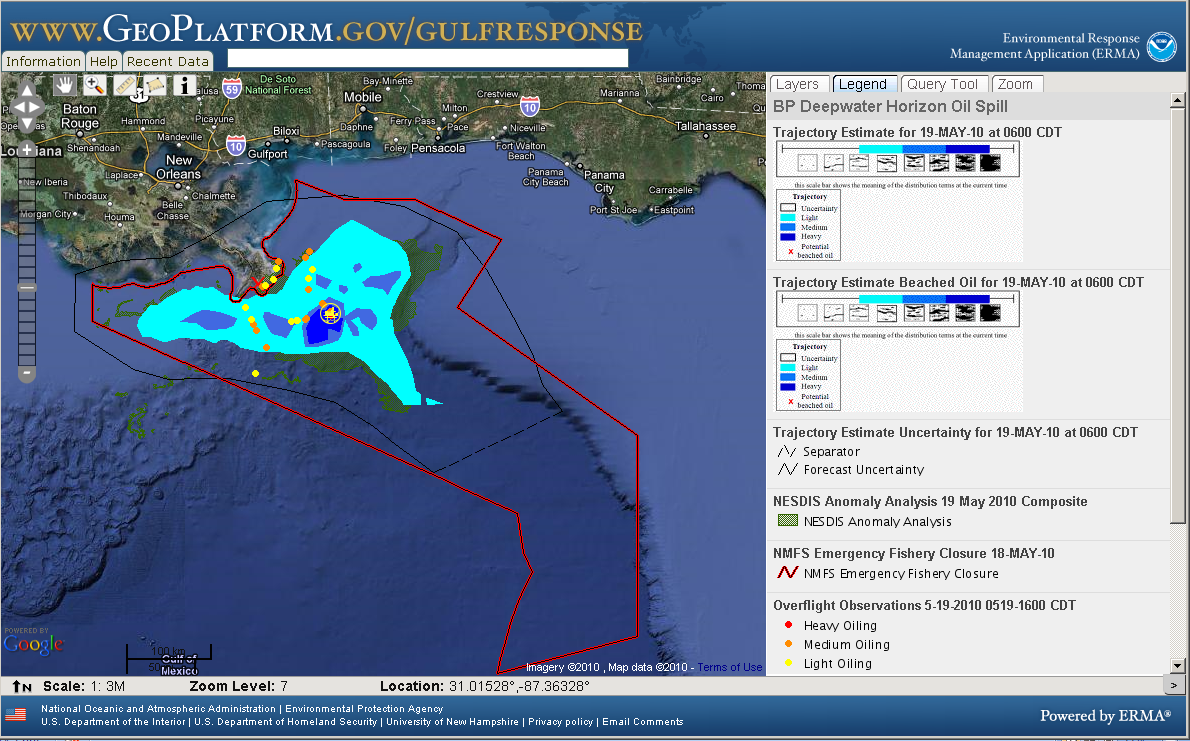 www.GeoPlatform.gov/gulfresponse
Environmental Response
Management Application (ERMA)
Information Help Recent Data
De Soto
National Forest
59
Bay-Minette
Mobile
Crestview
10
Marianna
Bainbridge
Cairo
Baton
Rouge
31
Hammond
Picayune
Mandeville
Biloxi
Gulfport
10
Pascagoula
Daphne
Ferry Pass
Milton
Pace
Niceville
Foley
Pensacola
Fort Walton
Beach
Tallahassee
Shenandoah
Laplace
New
Orleans
Panama
City Beach
Panama
City
Carrabelle
Port St Joe
Eastpoint
New Iberia
Thibodaux
Chalmette
Belle
Chasse
Morgan City
Houma
POWERED BY
Google
100 km
Gulf of
Mexico
Imagery ©2010 , Map data ©2010 - Terms of Use
Layers Legend Query Tool Zoom
BP Deepwater Horizon Oil Spill
Trajectory Estimate for 19-MAY-10 at 0600 CDT
this scale bar shows the meaning of the distribution terms at the current time
Trajectory
Uncertainty
Light
Medium
Heavy
x Potential
beached oil
Trajectory Estimate Beached Oil for 19-MAY-10 at 0600 CDT
this scale bar shows the meaning of the distribution terms at the current time
Trajectory
Uncertainty
Light
Medium
Heavy
x Potential
beached oil
Trajectory Estimate Uncertainty for 19-MAY-10 at 0600 CDT
Separator
Forecast Uncertainty
NESDIS Anomaly Analysis 19 May 2010 Composite
NESDIS Anomaly Analysis
NMFS Emergency Fishery Closure 18-MAY-10
NMFS Emergency Fishery Closure
Overflight Observations 5-19-2010 0519-1600 CDT
Heavy Oiling
Medium Oiling
Light Oiling
N Scale: 1: 3M Zoom Level: 7 Location: 31.01528°,-87.36328°
National Oceanic and Atmospheric Administration | Environmental Protection Agency
U.S. Department of the Interior | U.S. Department of Homeland Security | University of New Hampshire | Privacy policy | Email Comments
Powered by ERMA®